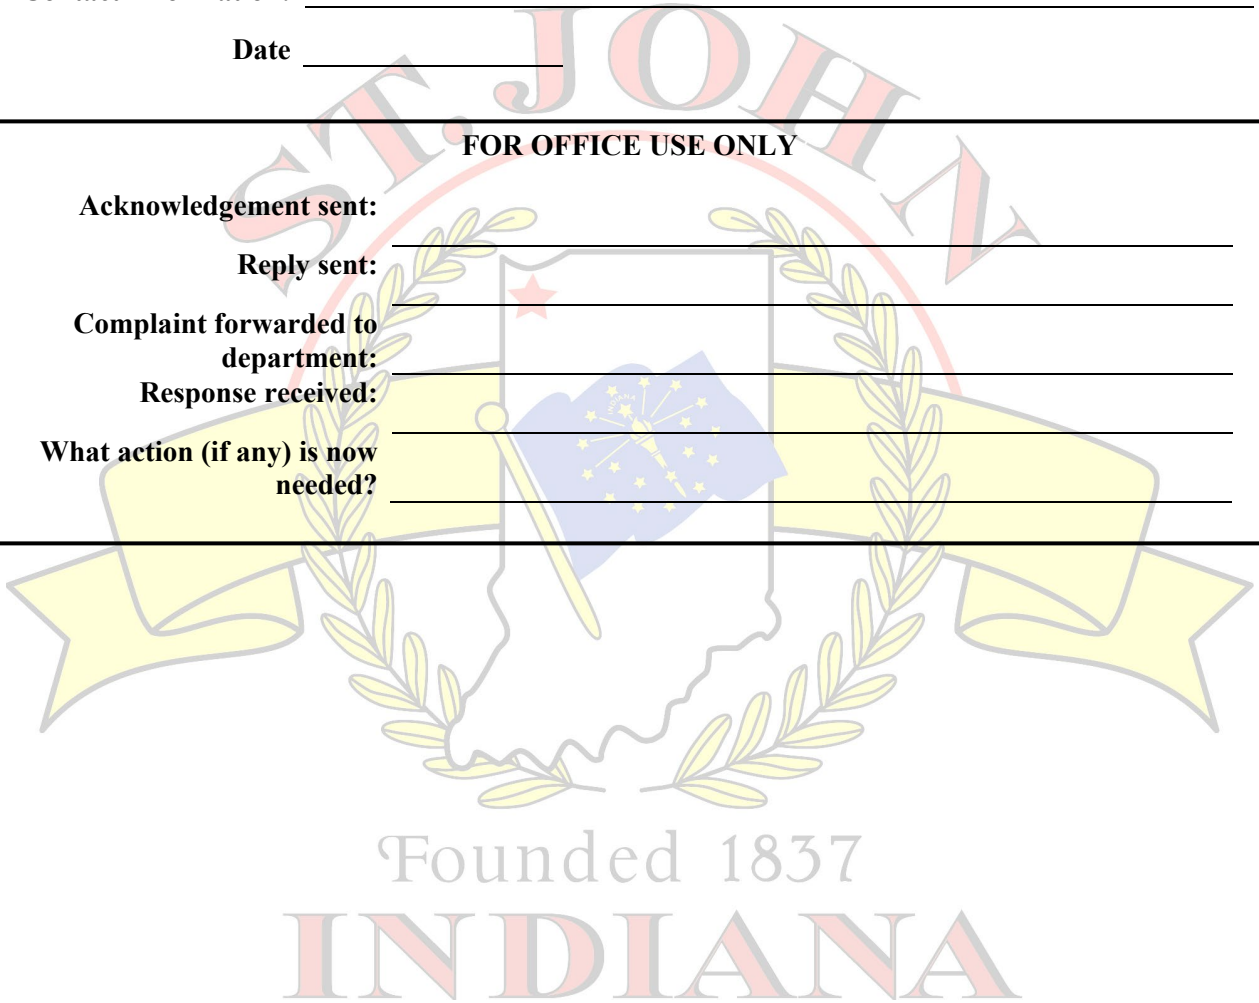 Date
FOR OFFICE USE ONLY
Acknowledgement sent:
Reply sent:
Complaint forwarded to
department:
Response received:
What action (if any) is now
needed?
ST. JOHN
INDIANA
Founded 1837
INDIANA